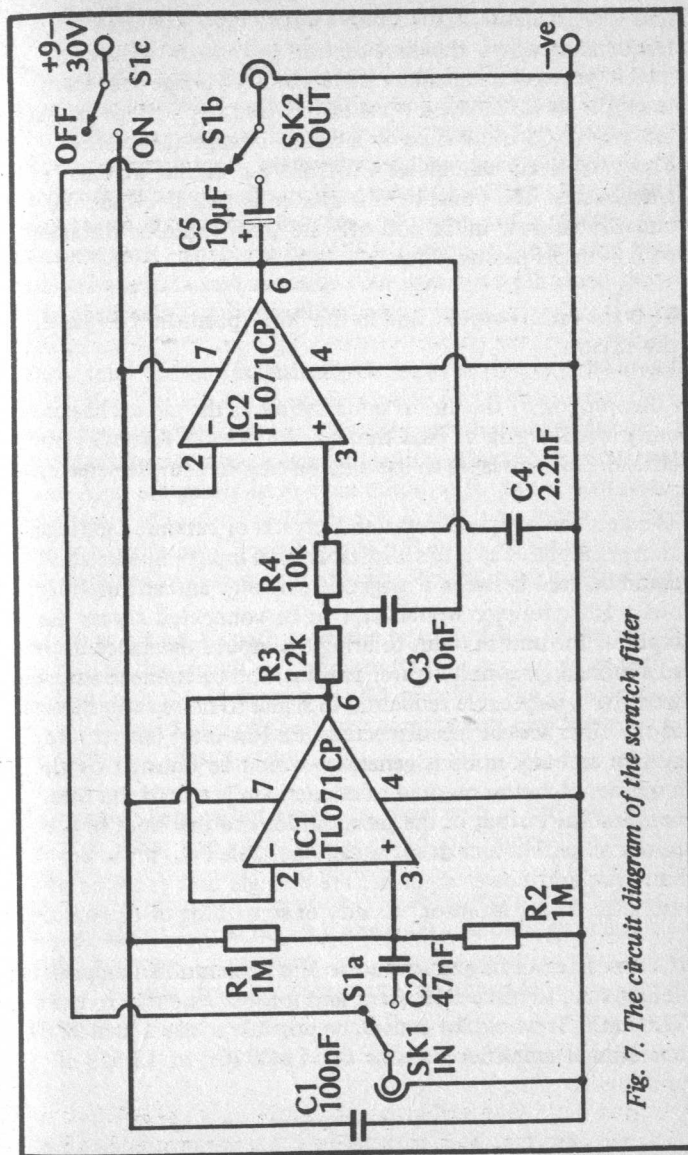 +9–
30V
OFF
S1c
ON
S1b
SK2
OUT
–ve
C5
10µF
+
6
7
4
2
–
IC2
TL071CP
+
3
R4
10k
C4
2.2nF
R3
12k
C3
10nF
6
7
4
2
–
IC1
TL071CP
+
3
R1
1M
R2
1M
S1a
C2
47nF
SK1
IN
C1
100nF
Fig. 1. The circuit diagram of the scratch filter